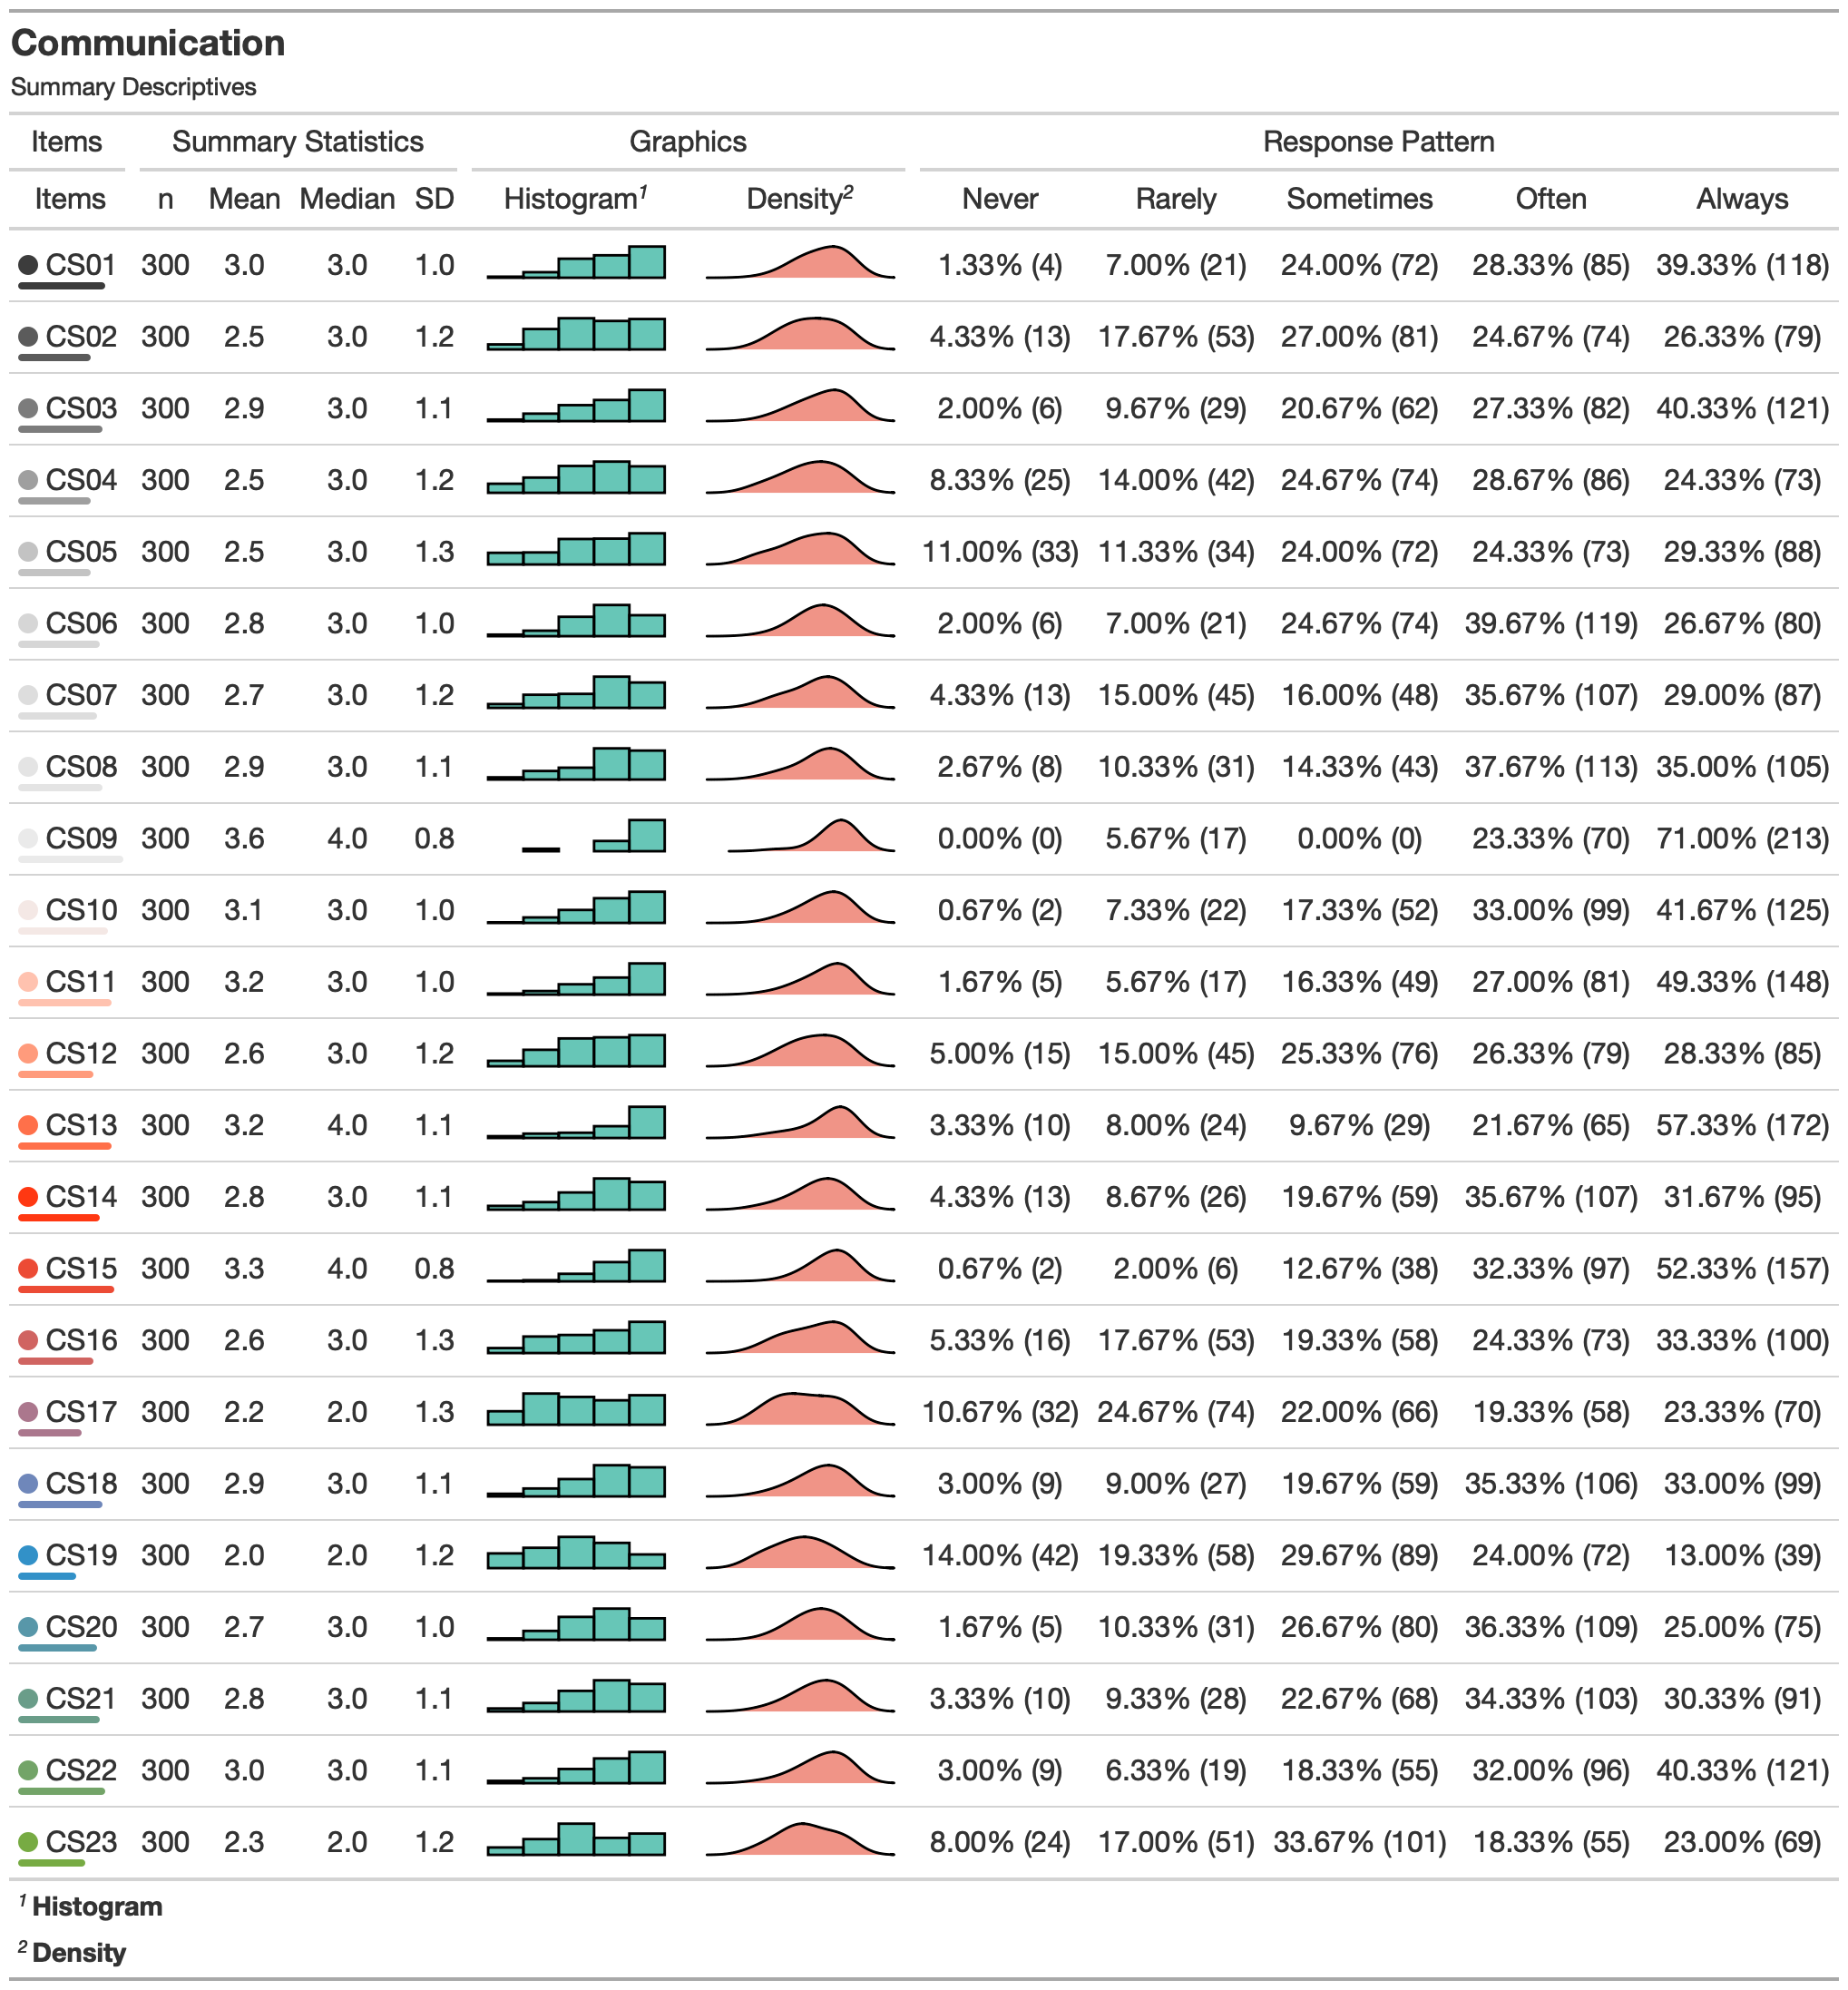 Communication
Summary Descriptives
Items Summary Statistics Graphics Response Pattern
Items n Mean Median SD Histogram1 Density2 Never Rarely Sometimes Often Always
CS01 300 3.0 3.0 1.0 1.33% (4) 7.00% (21) 24.00% (72) 28.33% (85) 39.33% (118)
CS02 300 2.5 3.0 1.2 4.33% (13) 17.67% (53) 27.00% (81) 24.67% (74) 26.33% (79)
CS03 300 2.9 3.0 1.1 2.00% (6) 9.67% (29) 20.67% (62) 27.33% (82) 40.33% (121)
CS04 300 2.5 3.0 1.2 8.33% (25) 14.00% (42) 24.67% (74) 28.67% (86) 24.33% (73)
CS05 300 2.5 3.0 1.3 11.00% (33) 11.33% (34) 24.00% (72) 24.33% (73) 29.33% (88)
CS06 300 2.8 3.0 1.0 2.00% (6) 7.00% (21) 24.67% (74) 39.67% (119) 26.67% (80)
CS07 300 2.7 3.0 1.2 4.33% (13) 15.00% (45) 16.00% (48) 35.67% (107) 29.00% (87)
CS08 300 2.9 3.0 1.1 2.67% (8) 10.33% (31) 14.33% (43) 37.67% (113) 35.00% (105)
CS09 300 3.6 4.0 0.8 0.00% (0) 5.67% (17) 0.00% (0) 23.33% (70) 71.00% (213)
CS10 300 3.1 3.0 1.0 0.67% (2) 7.33% (22) 17.33% (52) 33.00% (99) 41.67% (125)
CS11 300 3.2 3.0 1.0 1.67% (5) 5.67% (17) 16.33% (49) 27.00% (81) 49.33% (148)
CS12 300 2.6 3.0 1.2 5.00% (15) 15.00% (45) 25.33% (76) 26.33% (79) 28.33% (85)
CS13 300 3.2 4.0 1.1 3.33% (10) 8.00% (24) 9.67% (29) 21.67% (65) 57.33% (172)
CS14 300 2.8 3.0 1.1 4.33% (13) 8.67% (26) 19.67% (59) 35.67% (107) 31.67% (95)
CS15 300 3.3 4.0 0.8 0.67% (2) 2.00% (6) 12.67% (38) 32.33% (97) 52.33% (157)
CS16 300 2.6 3.0 1.3 5.33% (16) 17.67% (53) 19.33% (58) 24.33% (73) 33.33% (100)
CS17 300 2.2 2.0 1.3 10.67% (32) 24.67% (74) 22.00% (66) 19.33% (58) 23.33% (70)
CS18 300 2.9 3.0 1.1 3.00% (9) 9.00% (27) 19.67% (59) 35.33% (106) 33.00% (99)
CS19 300 2.0 2.0 1.2 14.00% (42) 19.33% (58) 29.67% (89) 24.00% (72) 13.00% (39)
CS20 300 2.7 3.0 1.0 1.67% (5) 10.33% (31) 26.67% (80) 36.33% (109) 25.00% (75)
CS21 300 2.8 3.0 1.1 3.33% (10) 9.33% (28) 22.67% (68) 34.33% (103) 30.33% (91)
CS22 300 3.0 3.0 1.1 3.00% (9) 6.33% (19) 18.33% (55) 32.00% (96) 40.33% (121)
CS23 300 2.3 2.0 1.2 8.00% (24) 17.00% (51) 33.67% (101) 18.33% (55) 23.00% (69)
1 Histogram
2 Density